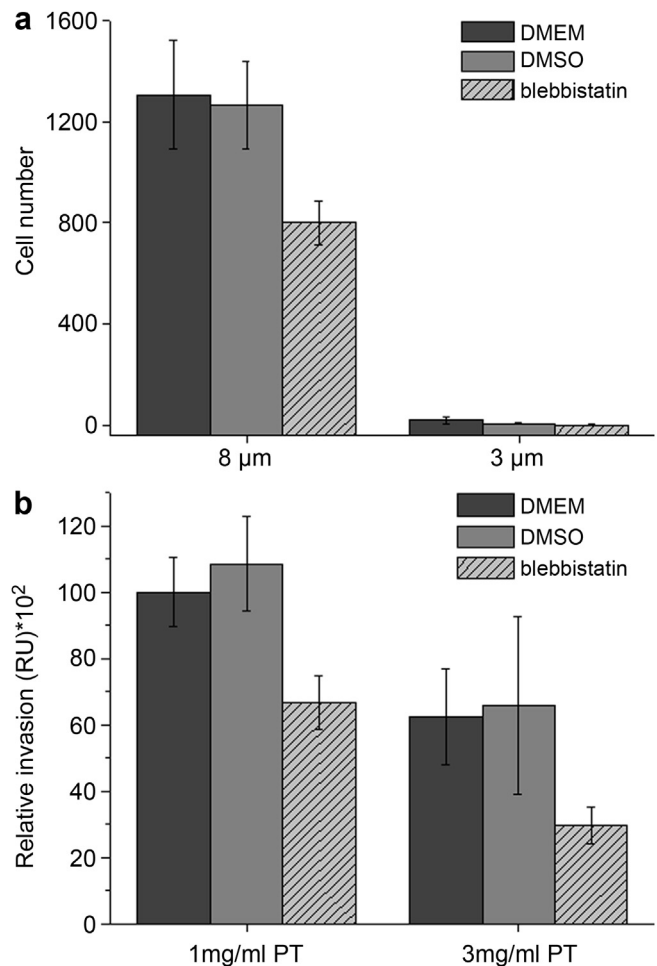 a
1600
1200
800
400
0
Cell number
DMEM
DMSO
blebbistatin
8 µm
3 µm
b
120
100
80
60
40
20
0
Relative invasion (RU)*10²
DMEM
DMSO
blebbistatin
1mg/ml PT
3mg/ml PT